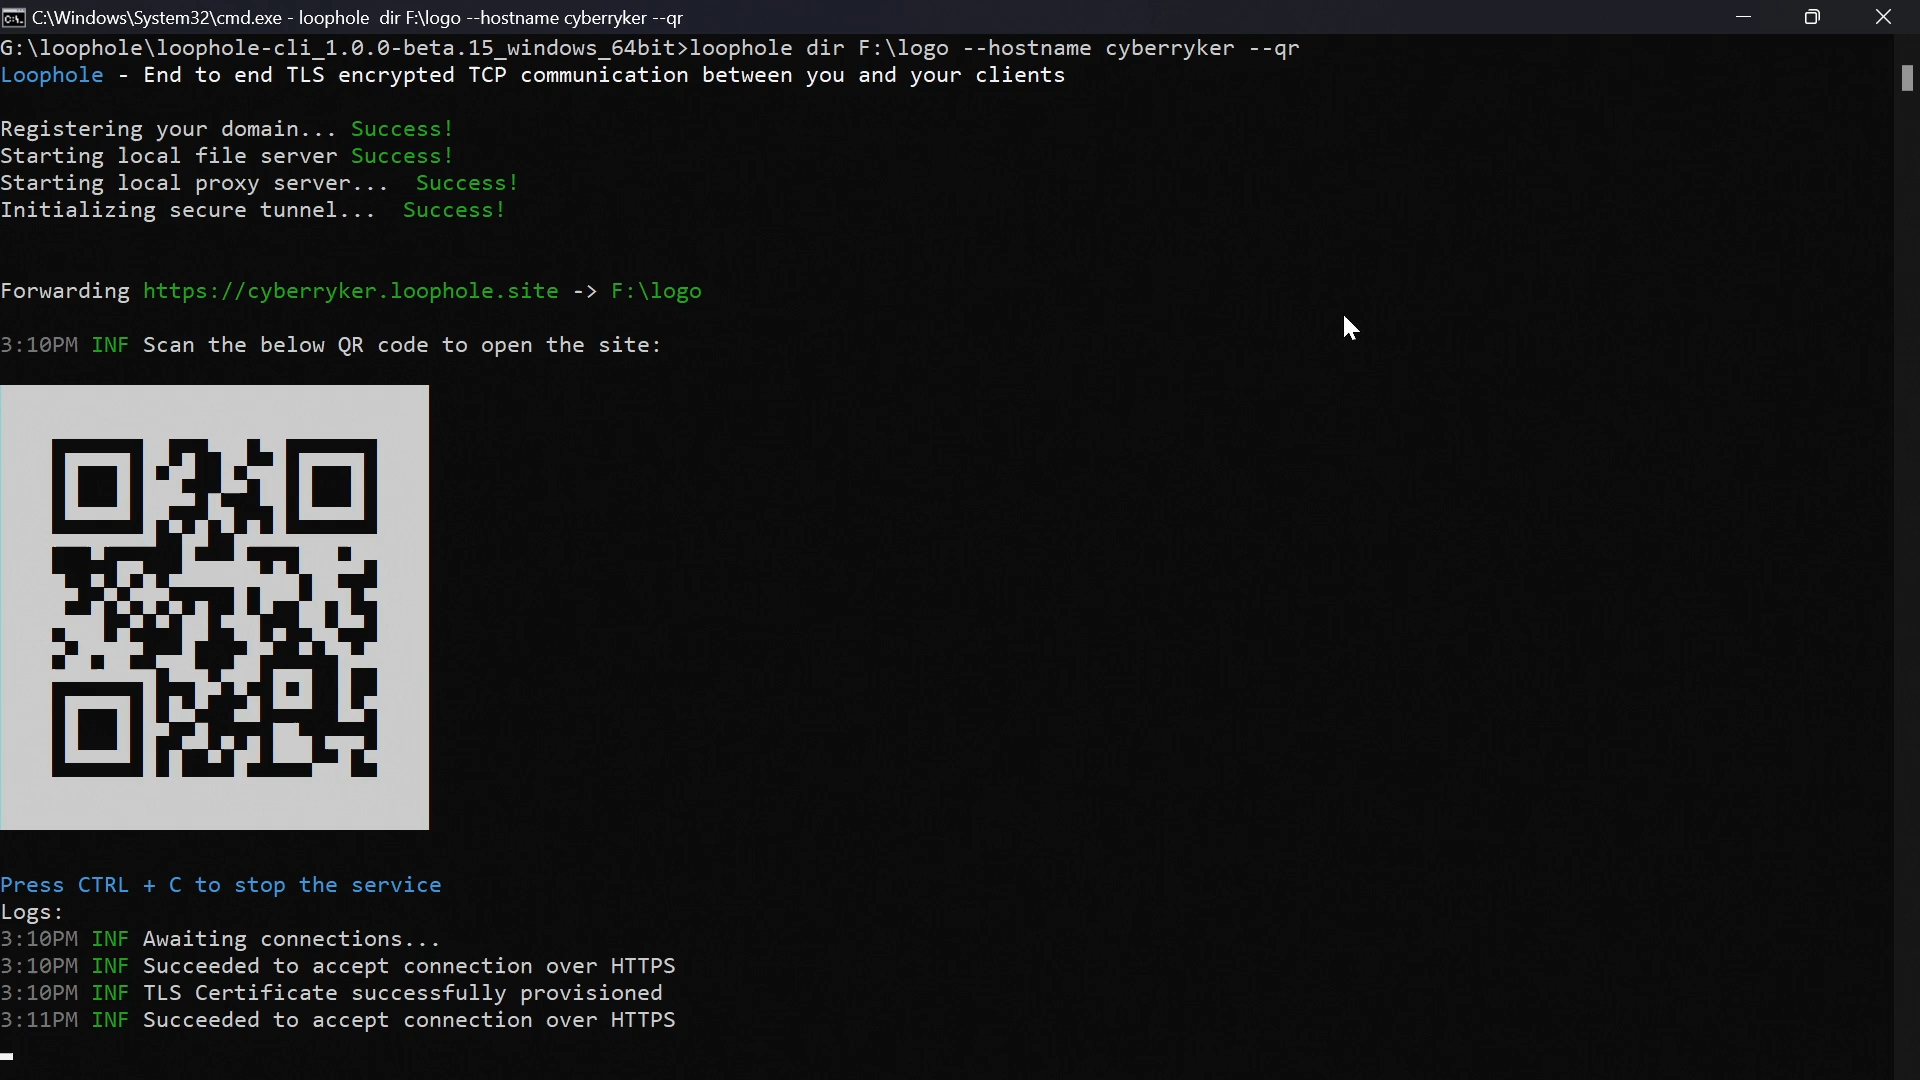 C:\Windows\System32\cmd.exe - loophole  dir F:\logo --hostname cyberryker --qr
G:\loophole\loophole-cli_1.0.0-beta.15_windows_64bit>loophole dir F:\logo --hostname cyberryker --qr
Loophole - End to end TLS encrypted TCP communication between you and your clients
Registering your domain... Success!
Starting local file server Success!
Starting local proxy server...  Success!
Initializing secure tunnel...  Success!
Forwarding https://cyberryker.loophole.site -> F:\logo
3:10PM INF Scan the below QR code to open the site:
Press CTRL + C to stop the service
Logs:
3:10PM INF Awaiting connections...
3:10PM INF Succeeded to accept connection over HTTPS
3:10PM INF TLS Certificate successfully provisioned
3:11PM INF Succeeded to accept connection over HTTPS